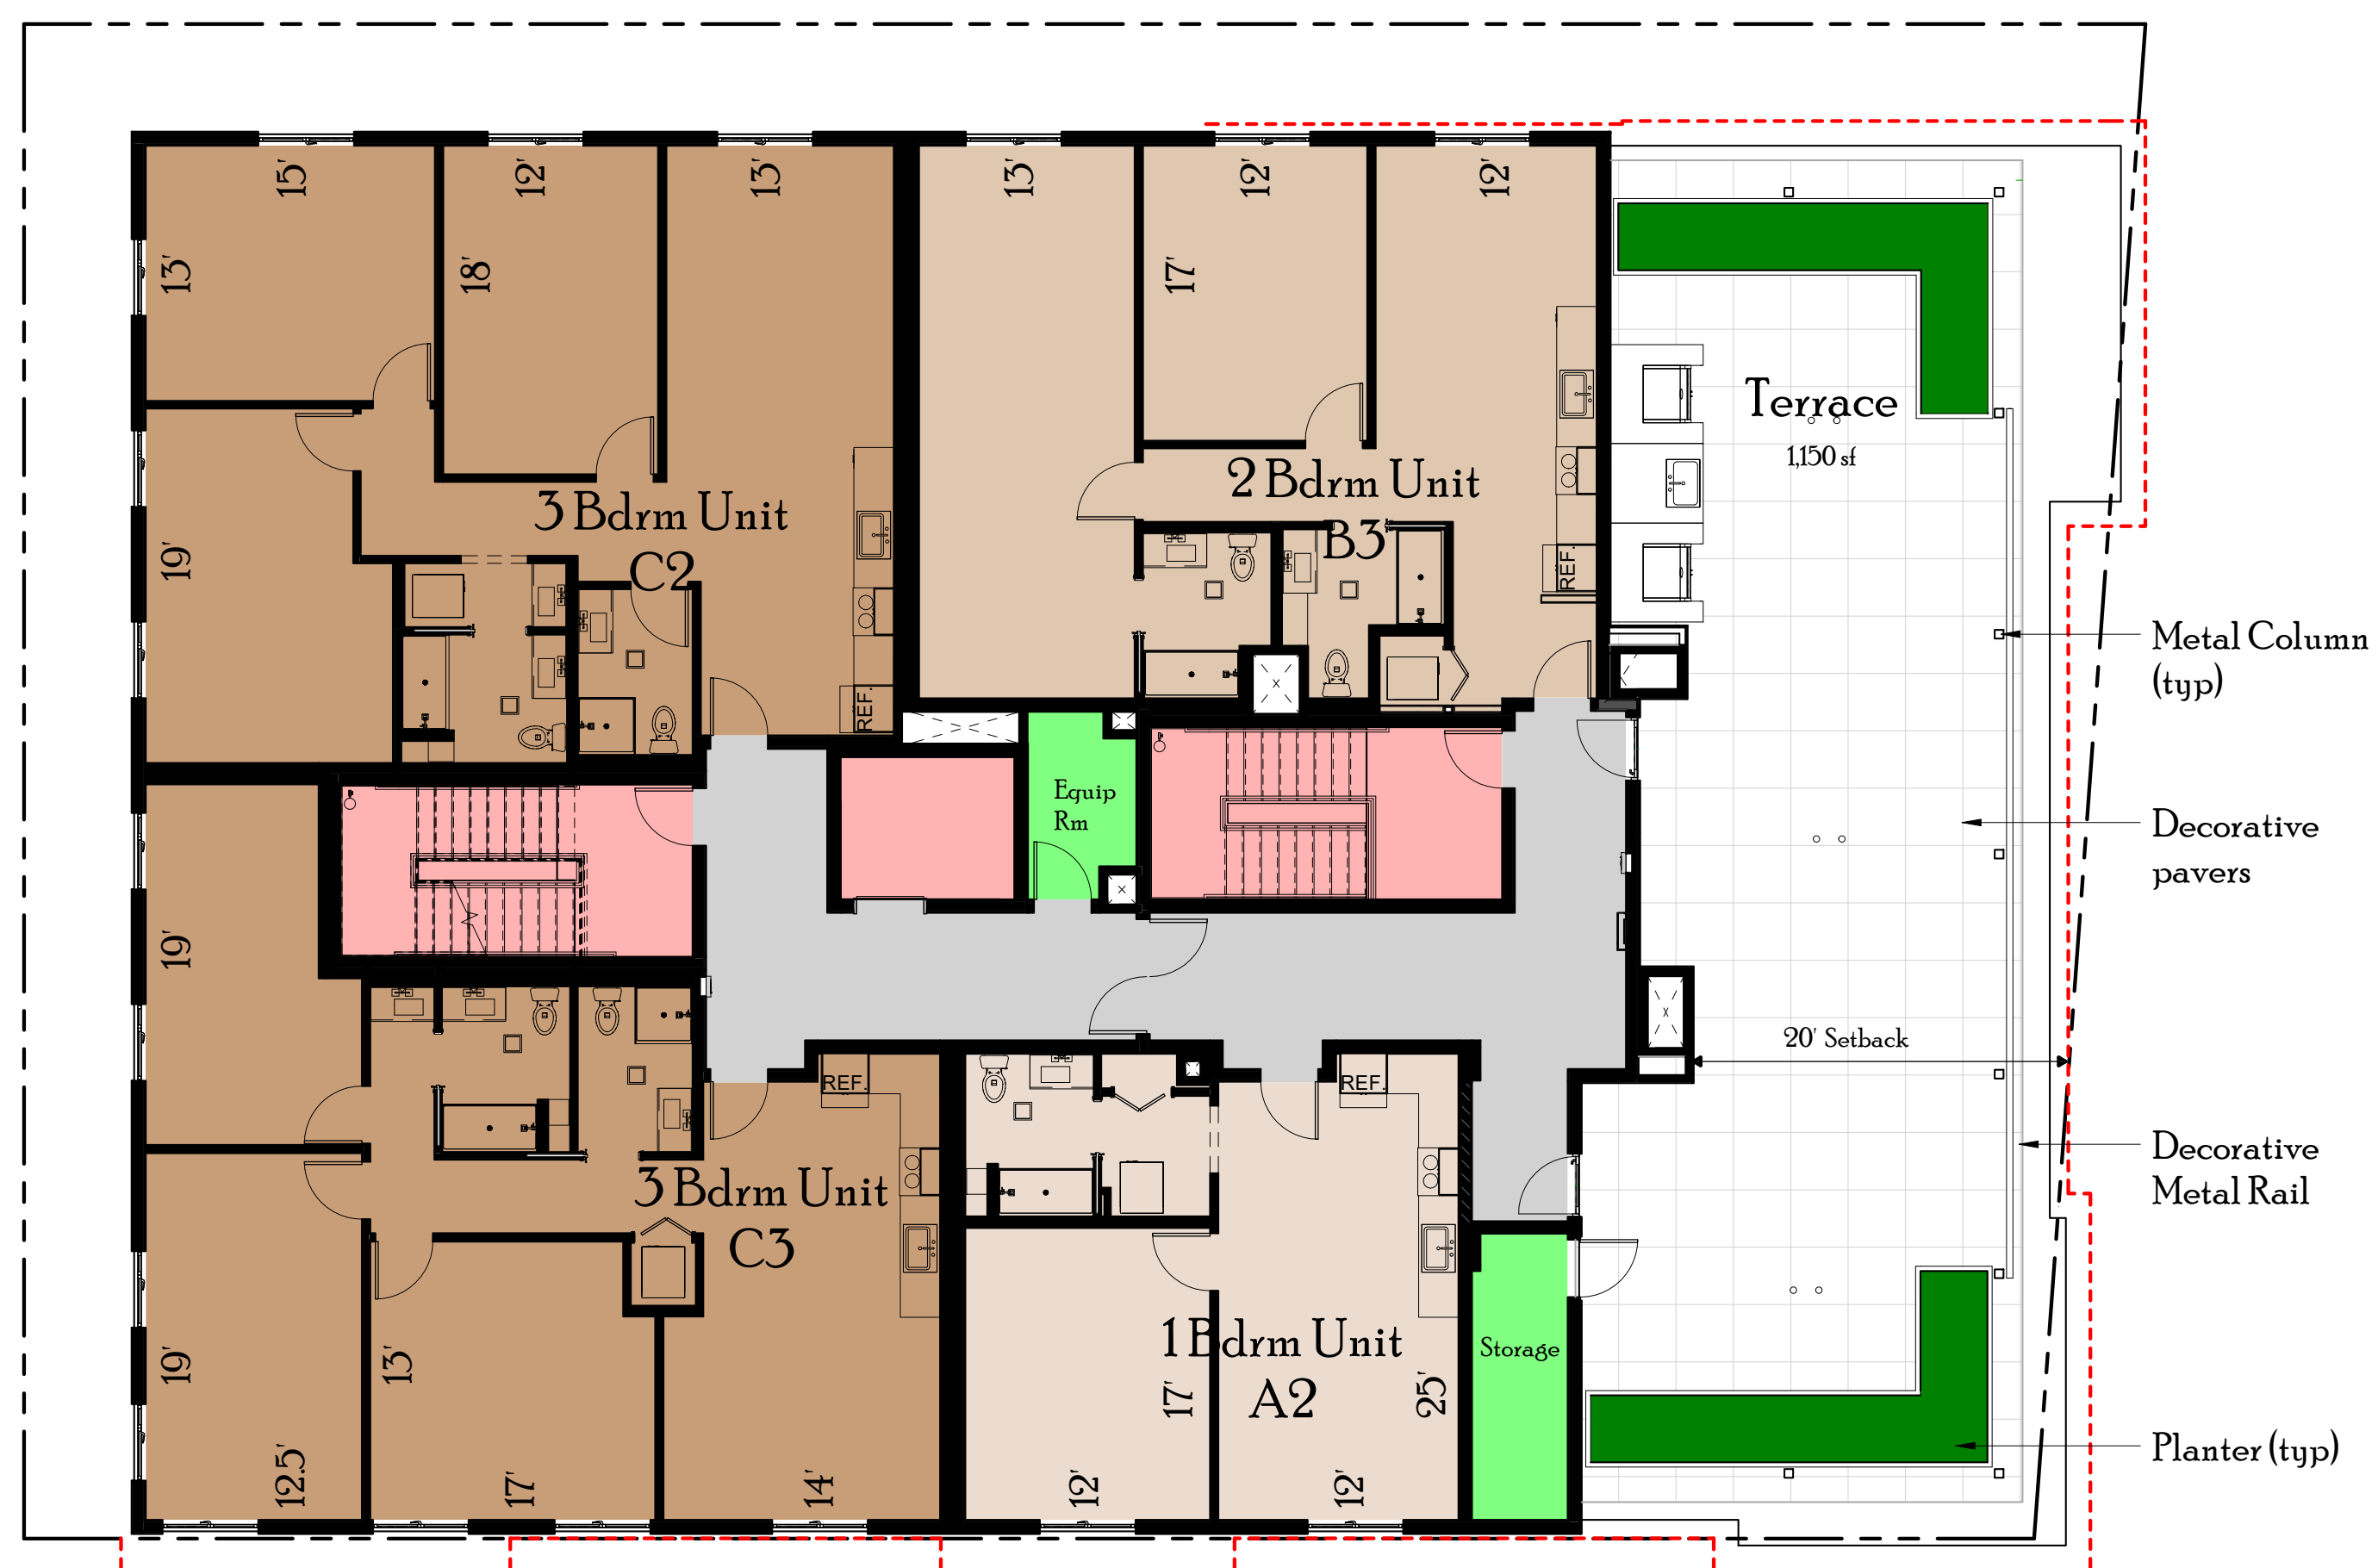 15'
12'
13'
13'
12'
12'
13'
18'
17'
Terrace
1,150 sf
2 Bdrm Unit
B3
3 Bdrm Unit
C2
19'
REF.
REF.
Metal Column
(typ)
Equip
Rm
Decorative
pavers
19'
20' Setback
REF.
REF.
Decorative
Metal Rail
3 Bdrm Unit
C3
1 Bdrm Unit
A2
Storage
19'
13'
17'
25'
12.5'
17'
14'
12'
12'
Planter (typ)